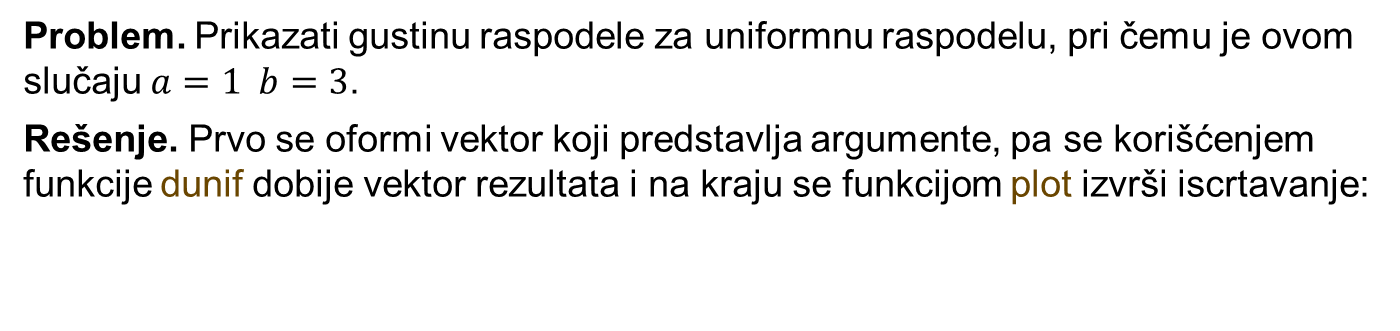 Problem. Prikazati gustinu raspodele za uniformnu raspodelu, pri čemu je ovom
slučaju a = 1 b = 3.
Rešenje. Prvo se oformi vektor koji predstavlja argumente, pa se korišćenjem
funkcije dunif dobije vektor rezultata i na kraju se funkcijom plot izvrši iscrtavanje: